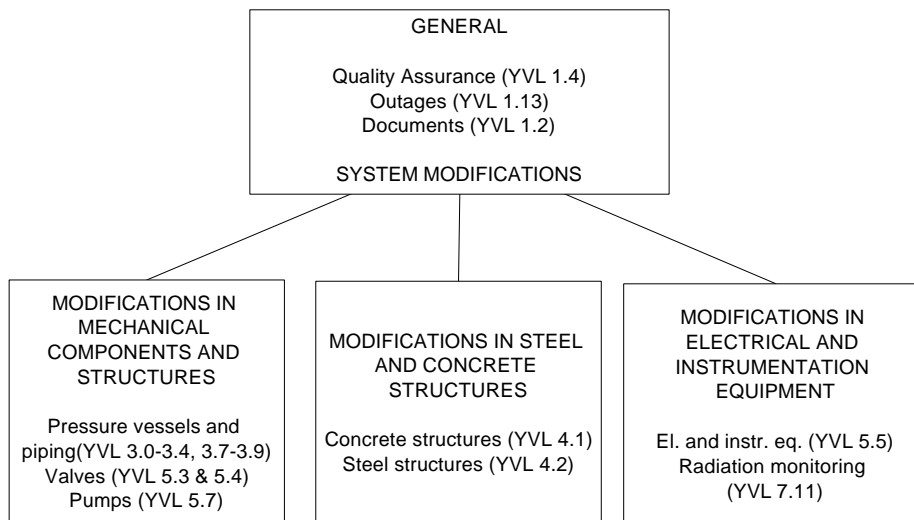 GENERAL
Quality Assurance (YVL 1.4)
Outages (YVL 1.13)
Documents (YVL 1.2)
SYSTEM MODIFICATIONS
MODIFICATIONS IN
MECHANICAL
COMPONENTS AND
STRUCTURES
Pressure vessels and
piping(YVL 3.0-3.4, 3.7-3.9)
Valves (YVL 5.3 & 5.4)
Pumps (YVL 5.7)
MODIFICATIONS IN STEEL
AND CONCRETE
STRUCTURES
Concrete structures (YVL 4.1)
Steel structures (YVL 4.2)
MODIFICATIONS IN
ELECTRICAL AND
INSTRUMENTATION
EQUIPMENT
El. and instr. eq. (YVL 5.5)
Radiation monitoring
(YVL 7.11)